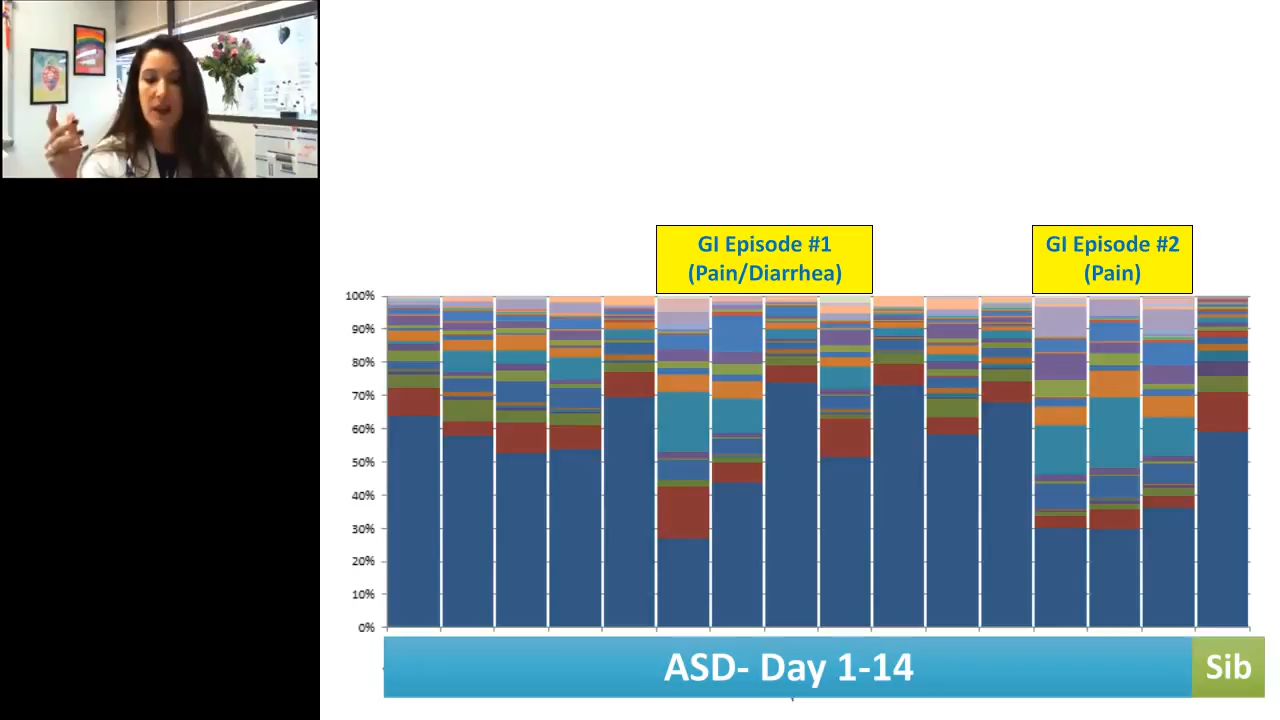 GI Episode #1
(Pain/Diarrhea)
GI Episode #2
(Pain)
100%
90%
80%
70%
60%
50%
40%
30%
20%
10%
0%
ASD- Day 1-14
Sib